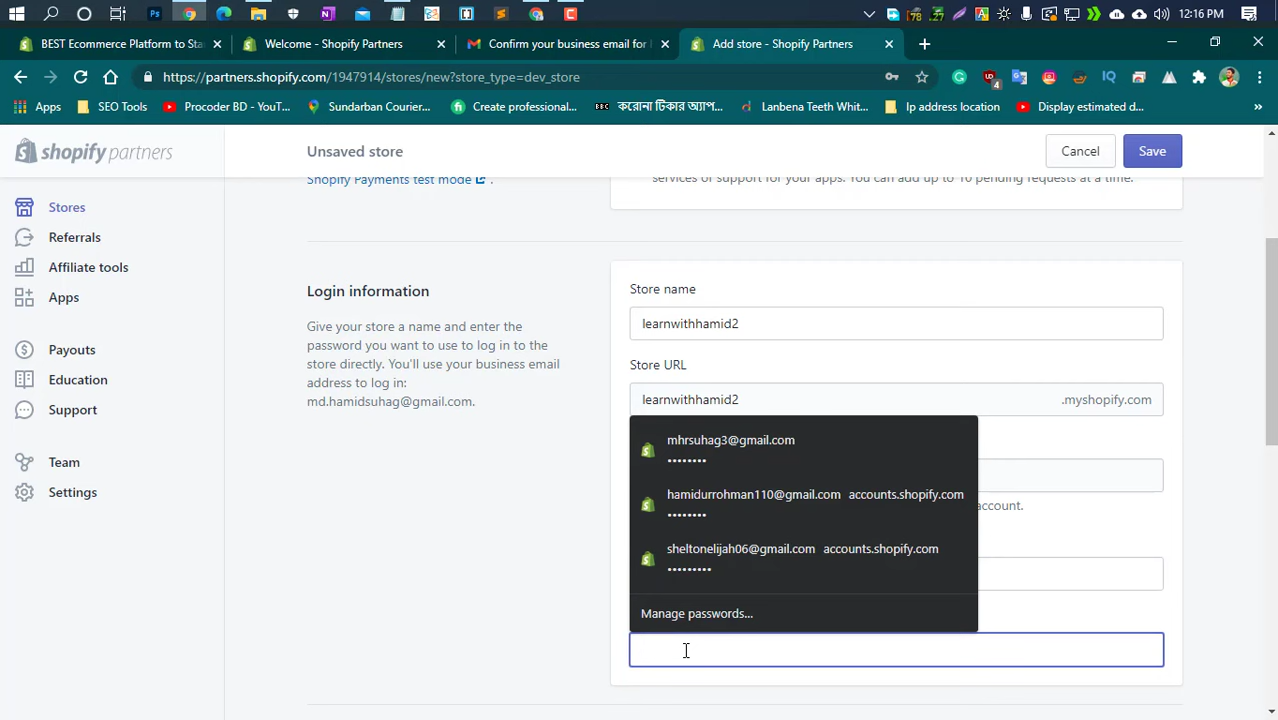 78
27
12:16 PM
BEST Ecommerce Platform to Sta
Welcome - Shopify Partners
Confirm your business email for
Add store - Shopify Partners
https://partners.shopify.com/1947914/stores/new?store_type=dev_store
4
Apps
SEO Tools
Procoder BD - YouT...
Sundarban Courier...
Create professional...
BBC করোনা টিকার অ্যাপ...
Lanbena Teeth Whit...
Ip address location
Display estimated d...
»
shopify partners
Unsaved store
Cancel
Save
Shopify Payments test mode .
services or support for your apps. You can add up to 10 pending requests at a time.
Stores
Referrals
Affiliate tools
Apps
Payouts
Education
Support
Team
Settings
Login information
Give your store a name and enter the
password you want to use to log in to the
store directly. You'll use your business email
address to log in:
md.hamidsuhag@gmail.com.
Store name
learnwithhamid2
Store URL
learnwithhamid2
.myshopify.com
account.
mhrsuhag3@gmail.com
••••••••
hamidurrohman110@gmail.com accounts.shopify.com
••••••••
sheltonelijah06@gmail.com accounts.shopify.com
•••••••••
Manage passwords...